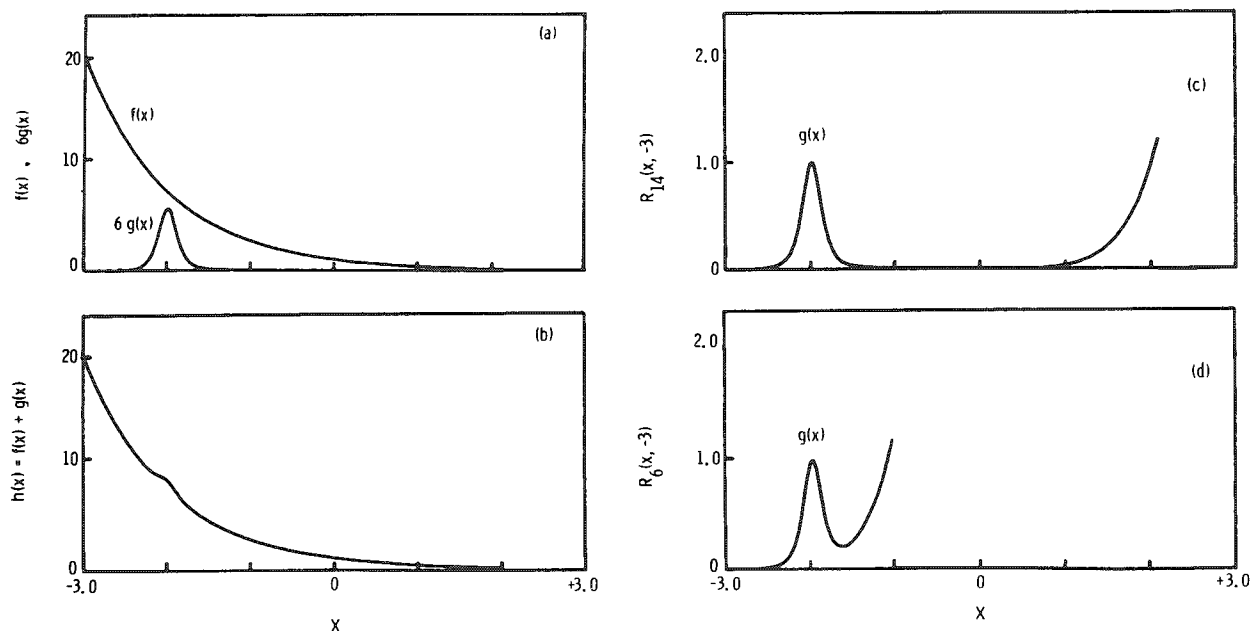 (a)
20
10
0
f(x) , 6g(x)
f(x)
6 g(x)
(b)
20
10
0
h(x) = f(x) + g(x)
-3.0
0
+3.0
X
(c)
2.0
1.0
0
R14(x, -3)
g(x)
(d)
2.0
1.0
0
R6(x, -3)
g(x)
-3.0
0
+3.0
X